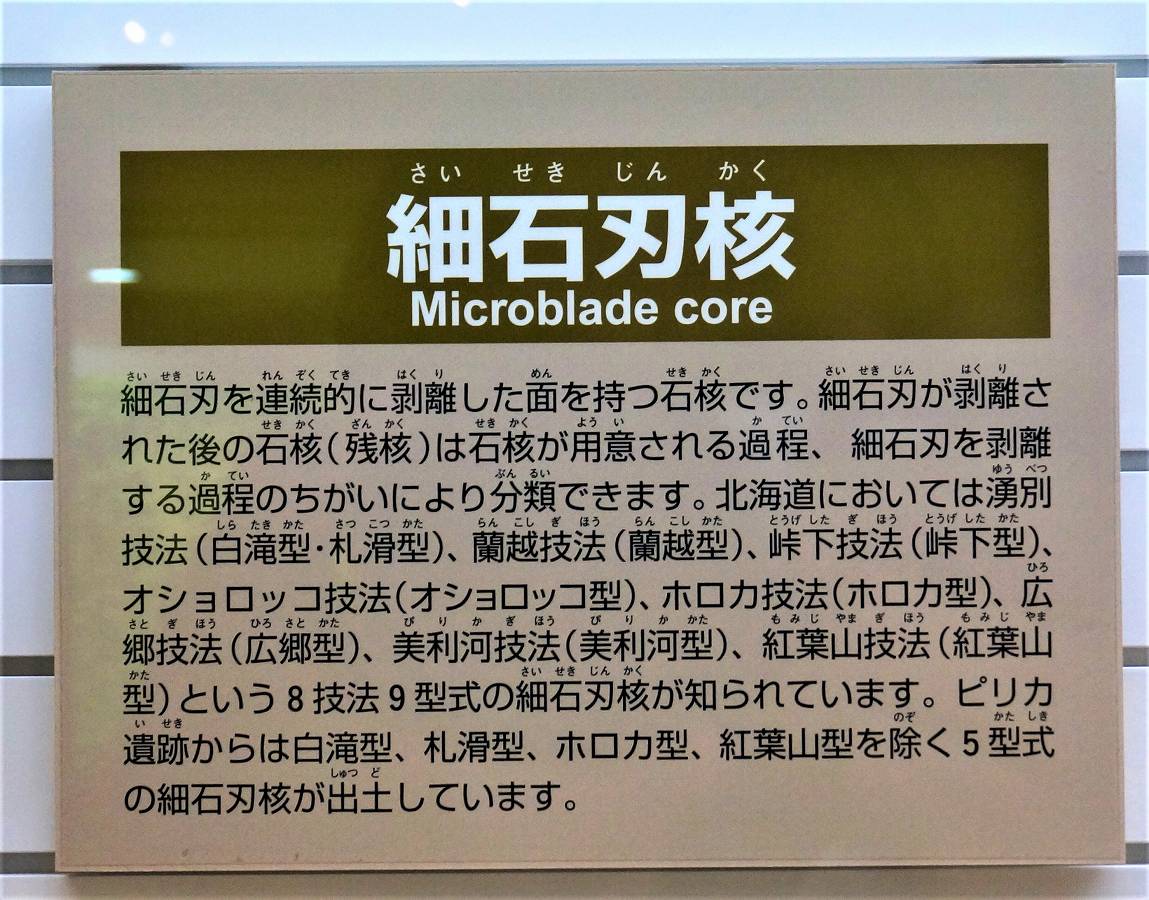 さい せき じん かく
細石刃核
Microblade core
さい せき じん れん ぞく てき はく り めん せき かく さい せき じん はく り
細石刃を連続的に剥離した面を持つ石核です。細石刃が剥離さ
せき かく ざん かく せき かく よう い か てい
れた後の石核(残核)は石核が用意される過程、細石刃を剥離
か てい ぶん るい ゆう べつ
する過程のちがいにより分類できます。北海道においては湧別
しら たき かた さつ こつ かた らん こし ぎ ほう らん こし かた とうげ した ぎ ほう とうげ した かた
技法(白滝型・札滑型)、蘭越技法(蘭越型)、峠下技法(峠下型)、
ひろ
オショロッコ技法(オショロッコ型)、ホロカ技法(ホロカ型)、広
さと ぎ ほう ひろ さと かた ぴ り か ぎ ほう ぴ り か かた もみじ やま ぎ ほう もみじ やま
郷技法(広郷型)、美利河技法(美利河型)、紅葉山技法(紅葉山
かた さい せき じん かく
型)という8技法9型式の細石刃核が知られています。ピリカ
い せき のぞ かた しき
遺跡からは白滝型、札滑型、ホロカ型、紅葉山型を除く5型式
しゅつ ど
の細石刃核が出土しています。